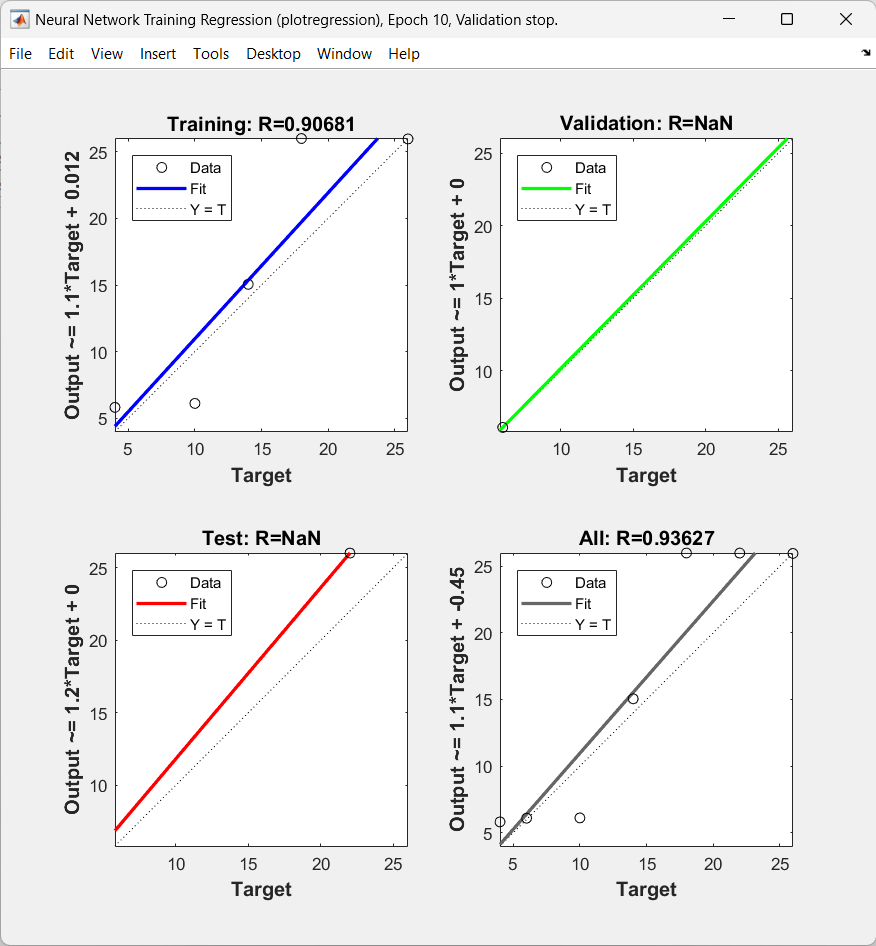 Neural Network Training Regression (plotregression), Epoch 10, Validation stop.
File Edit View Insert Tools Desktop Window Help
Training: R=0.90681
Output ~= 1.1*Target + 0.012
25
20
15
10
5
Data
Fit
Y = T
5 10 15 20 25
Target
Validation: R=NaN
Output ~= 1*Target + 0
25
20
15
10
Data
Fit
Y = T
10 15 20 25
Target
Test: R=NaN
Output ~= 1.2*Target + 0
25
20
15
10
Data
Fit
Y = T
10 15 20 25
Target
All: R=0.93627
Output ~= 1.1*Target + -0.45
25
20
15
10
5
Data
Fit
Y = T
5 10 15 20 25
Target